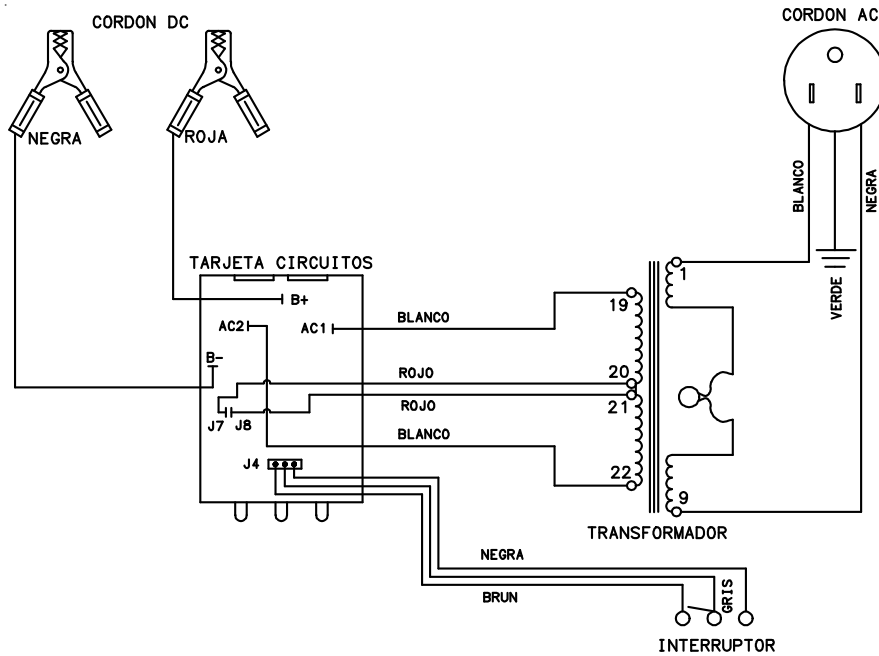 CORDON DC
CORDON AC
NEGRA
ROJA
BLANCO
NEGRA
VERDE
TARJETA CIRCUITOS
B+
AC2
AC1
BLANCO
19
1
B-
ROJO
20
ROJO
21
J7 J8
BLANCO
J4
22
9
TRANSFORMADOR
NEGRA
BRUN
GRIS
INTERRUPTOR